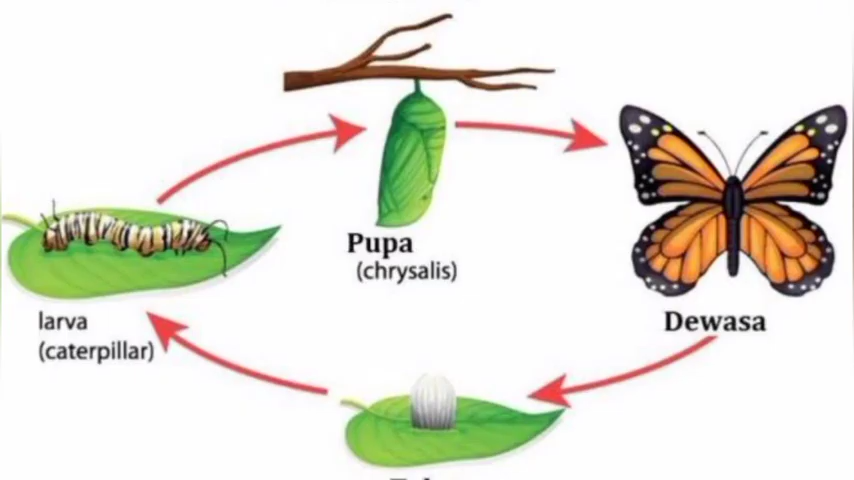 Pupa
(chrysalis)
Dewasa
larva
(caterpillar)